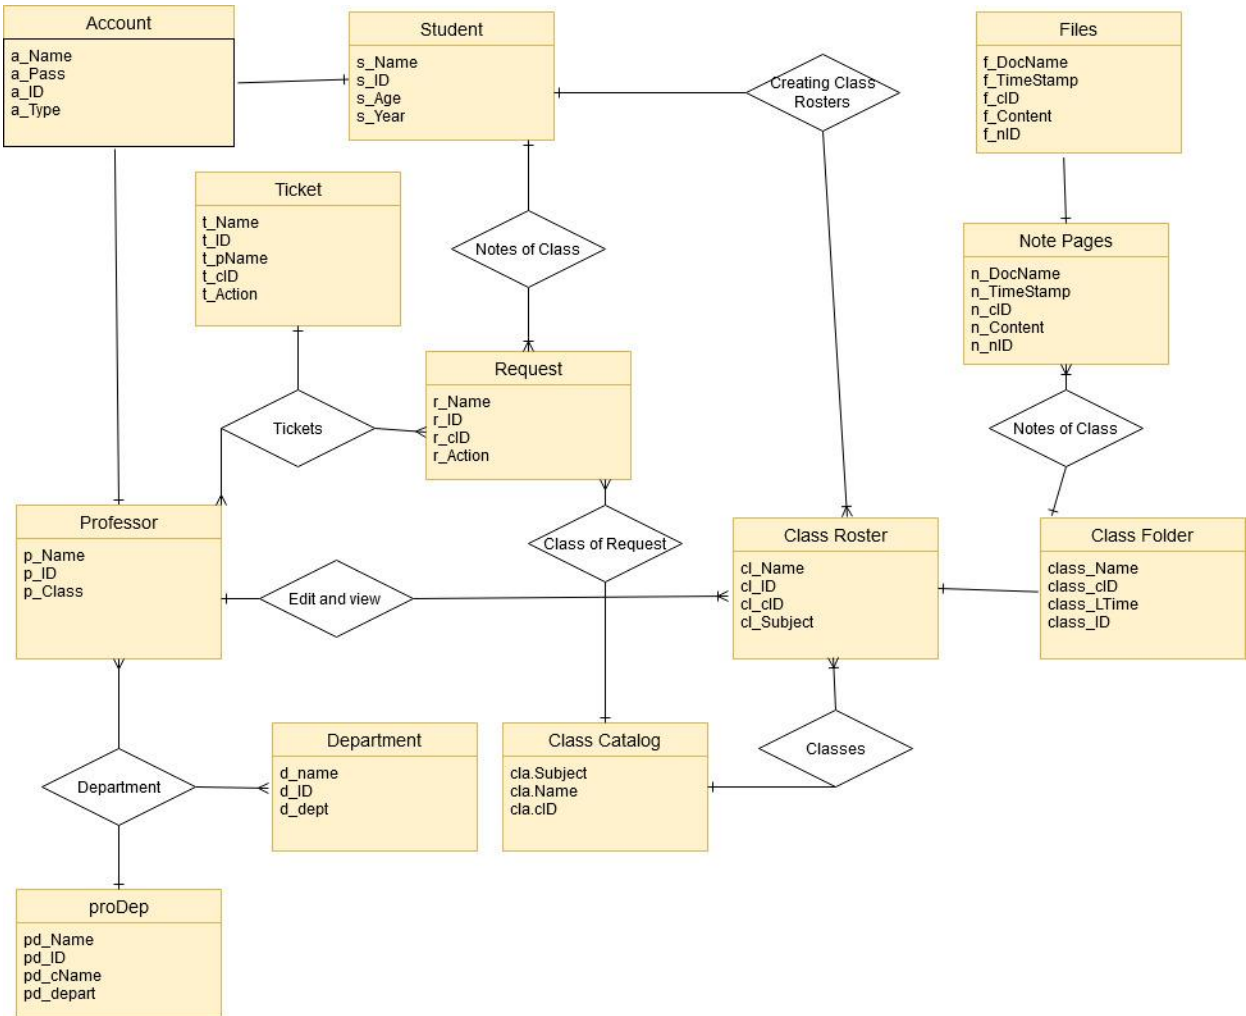 Account
a_Name
a_Pass
a_ID
a_Type
Student
s_Name
s_ID
s_Age
s_Year
Creating Class
Rosters
Files
f_DocName
f_TimeStamp
f_cID
f_Content
f_nID
Ticket
t_Name
t_ID
t_pName
t_cID
t_Action
Notes of Class
Note Pages
n_DocName
n_TimeStamp
n_cID
n_Content
n_nID
Tickets
Request
r_Name
r_ID
r_cID
r_Action
Notes of Class
Professor
p_Name
p_ID
p_Class
Edit and view
Class of Request
Class Roster
cl_Name
cl_ID
cl_cID
cl_Subject
Class Folder
class_Name
class_cID
class_LTime
class_ID
Department
Department
d_name
d_ID
d_dept
Class Catalog
cla.Subject
cla.Name
cla.cID
Classes
proDep
pd_Name
pd_ID
pd_cName
pd_depart